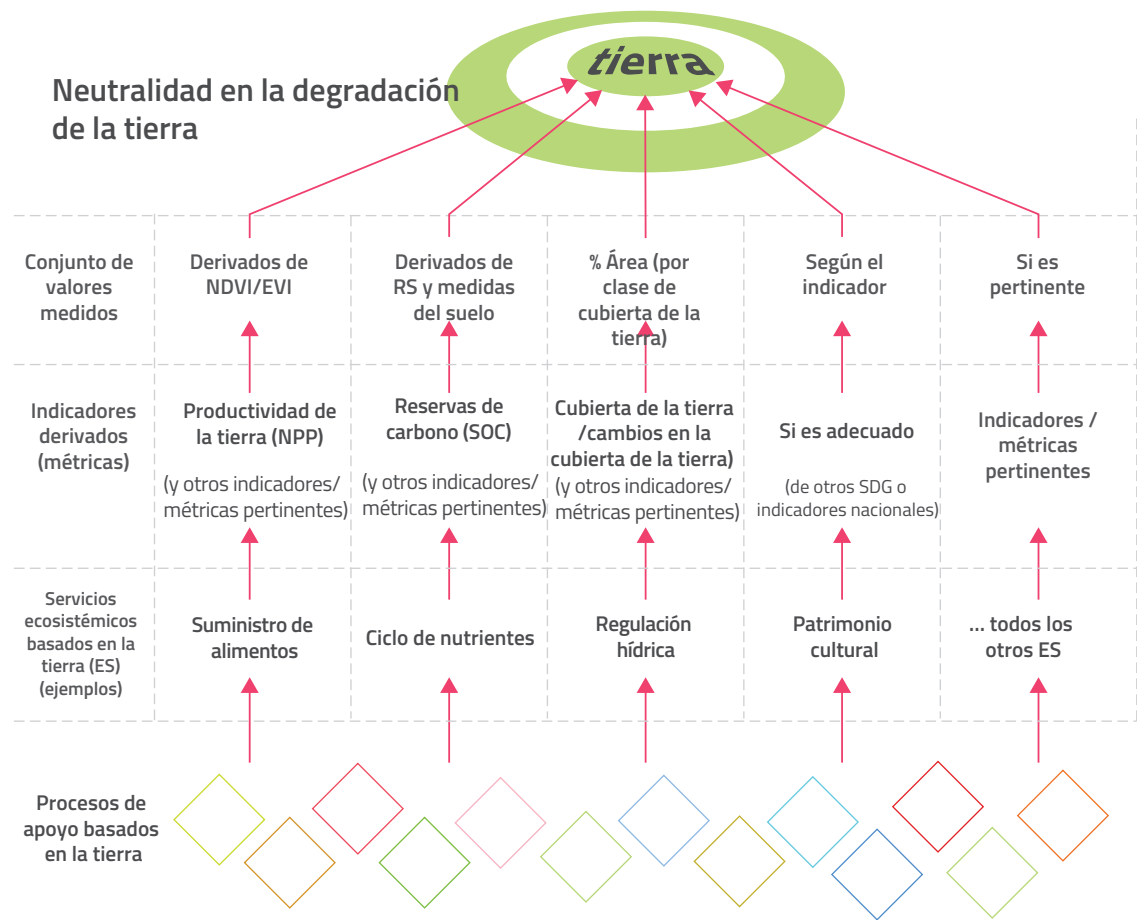 tierra
Neutralidad en la degradación
de la tierra
Conjunto de
valores
medidos
Derivados de
NDVI/EVI
Derivados de
RS y medidas
del suelo
% Área (por
clase de
cubierta de la
tierra)
Según el
indicador
Si es
pertinente
Indicadores
derivados
(métricas)
Productividad de
la tierra (NPP)
(y otros indicadores/
métricas pertinentes)
Reservas de
carbono (SOC)
(y otros indicadores/
métricas pertinentes)
Cubierta de la tierra
/cambios en la
cubierta de la tierra)
(y otros indicadores/
métricas pertinentes)
Si es adecuado
(de otros SDG o
indicadores nacionales)
Indicadores /
métricas
pertinentes
Servicios
ecosistémicos
basados en la
tierra (ES)
(ejemplos)
Suministro de
alimentos
Ciclo de nutrientes
Regulación
hídrica
Patrimonio
cultural
... todos los
otros ES
Procesos de
apoyo basados
en la tierra